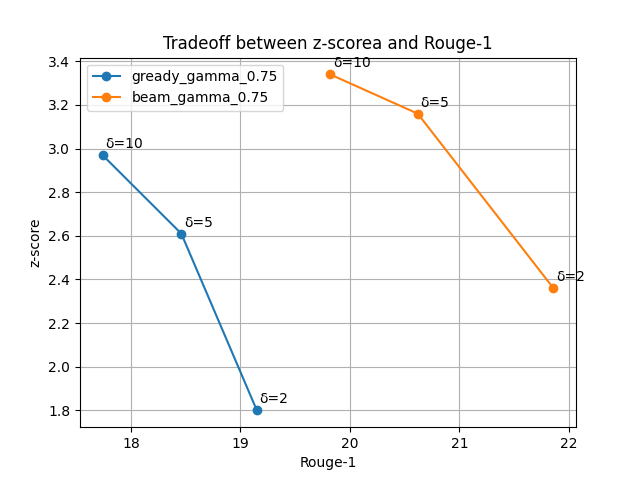 Tradeoff between z-scorea and Rouge-1
gready_gamma_0.75
beam_gamma_0.75
δ=10
δ=5
δ=2
δ=10
δ=5
δ=2
3.4
3.2
3.0
2.8
2.6
2.4
2.2
2.0
1.8
z-score
18
19
20
21
22
Rouge-1